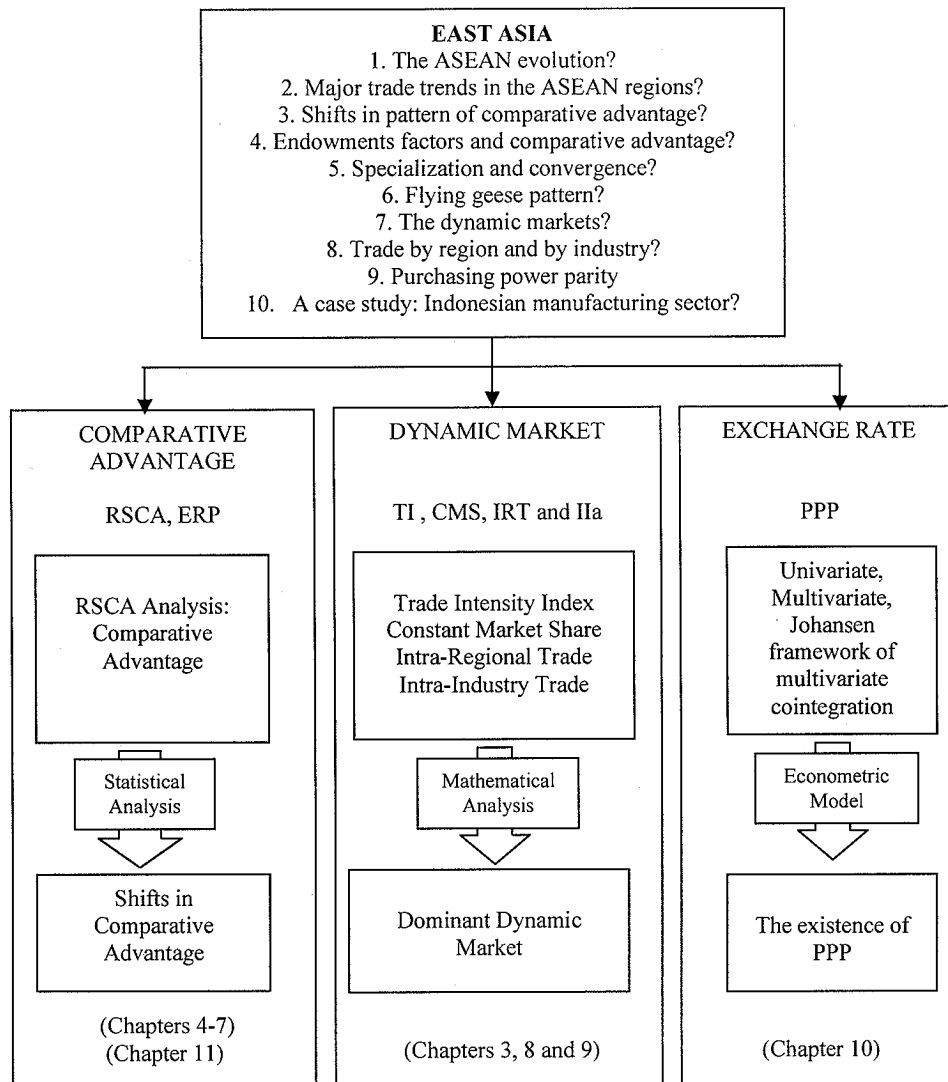 EAST ASIA
1. The ASEAN evolution?
2. Major trade trends in the ASEAN regions?
3. Shifts in pattern of comparative advantage?
4. Endowments factors and comparative advantage?
5. Specialization and convergence?
6. Flying geese pattern?
7. The dynamic markets?
8. Trade by region and by industry?
9. Purchasing power parity
10. A case study: Indonesian manufacturing sector?
COMPARATIVE
ADVANTAGE
RSCA, ERP
RSCA Analysis:
Comparative
Advantage
Statistical
Analysis
Shifts in
Comparative
Advantage
(Chapters 4-7)
(Chapter 11)
DYNAMIC MARKET
TI , CMS, IRT and IIa
Trade Intensity Index
Constant Market Share
Intra-Regional Trade
Intra-Industry Trade
Mathematical
Analysis
Dominant Dynamic
Market
(Chapters 3, 8 and 9)
EXCHANGE RATE
PPP
Univariate,
Multivariate,
Johansen
framework of
multivariate
cointegration
Econometric
Model
The existence of
PPP
(Chapter 10)